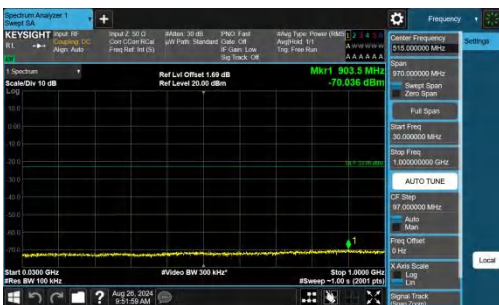 Spectrum Analyzer 1
Swept SA
Frequency
KEYSIGHT
Input: RF
Coupling: DC
Align: Auto
Input Z: 50 Ω
Corr CCorr RCal
Freq Ref: Int (S)
#Atten: 30 dB
µW Path: Standard
PNO: Fast
Gate: Off
IF Gain: Low
Sig Track: Off
#Avg Type: Power (RMS)
Avg|Hold: 1/1
Trig: Free Run
A W W W W W
A A A A A A
Center Frequency
515.000000 MHz
Settings
Span
970.000000 MHz
Swept Span
Zero Span
1 Spectrum
Scale/Div 10 dB
Log
Ref Lvl Offset 1.69 dB
Ref Level 20.00 dBm
Mkr1 903.5 MHz
-70.036 dBm
Full Span
Start Freq
30.000000 MHz
Stop Freq
1.000000000 GHz
AUTO TUNE
CF Step
97.000000 MHz
Auto
Man
Freq Offset
0 Hz
X Axis Scale
Log
Lin
Local
Signal Track
(Span Zoom)
10.0
0.00
-10.0
-20.0
-30.0
-40.0
-50.0
-60.0
-70.0
1
Start 0.0300 GHz
#Res BW 100 kHz
#Video BW 300 kHz*
Stop 1.0000 GHz
#Sweep ~1.00 s (2001 pts)
Aug 26, 2024
9:51:59 AM